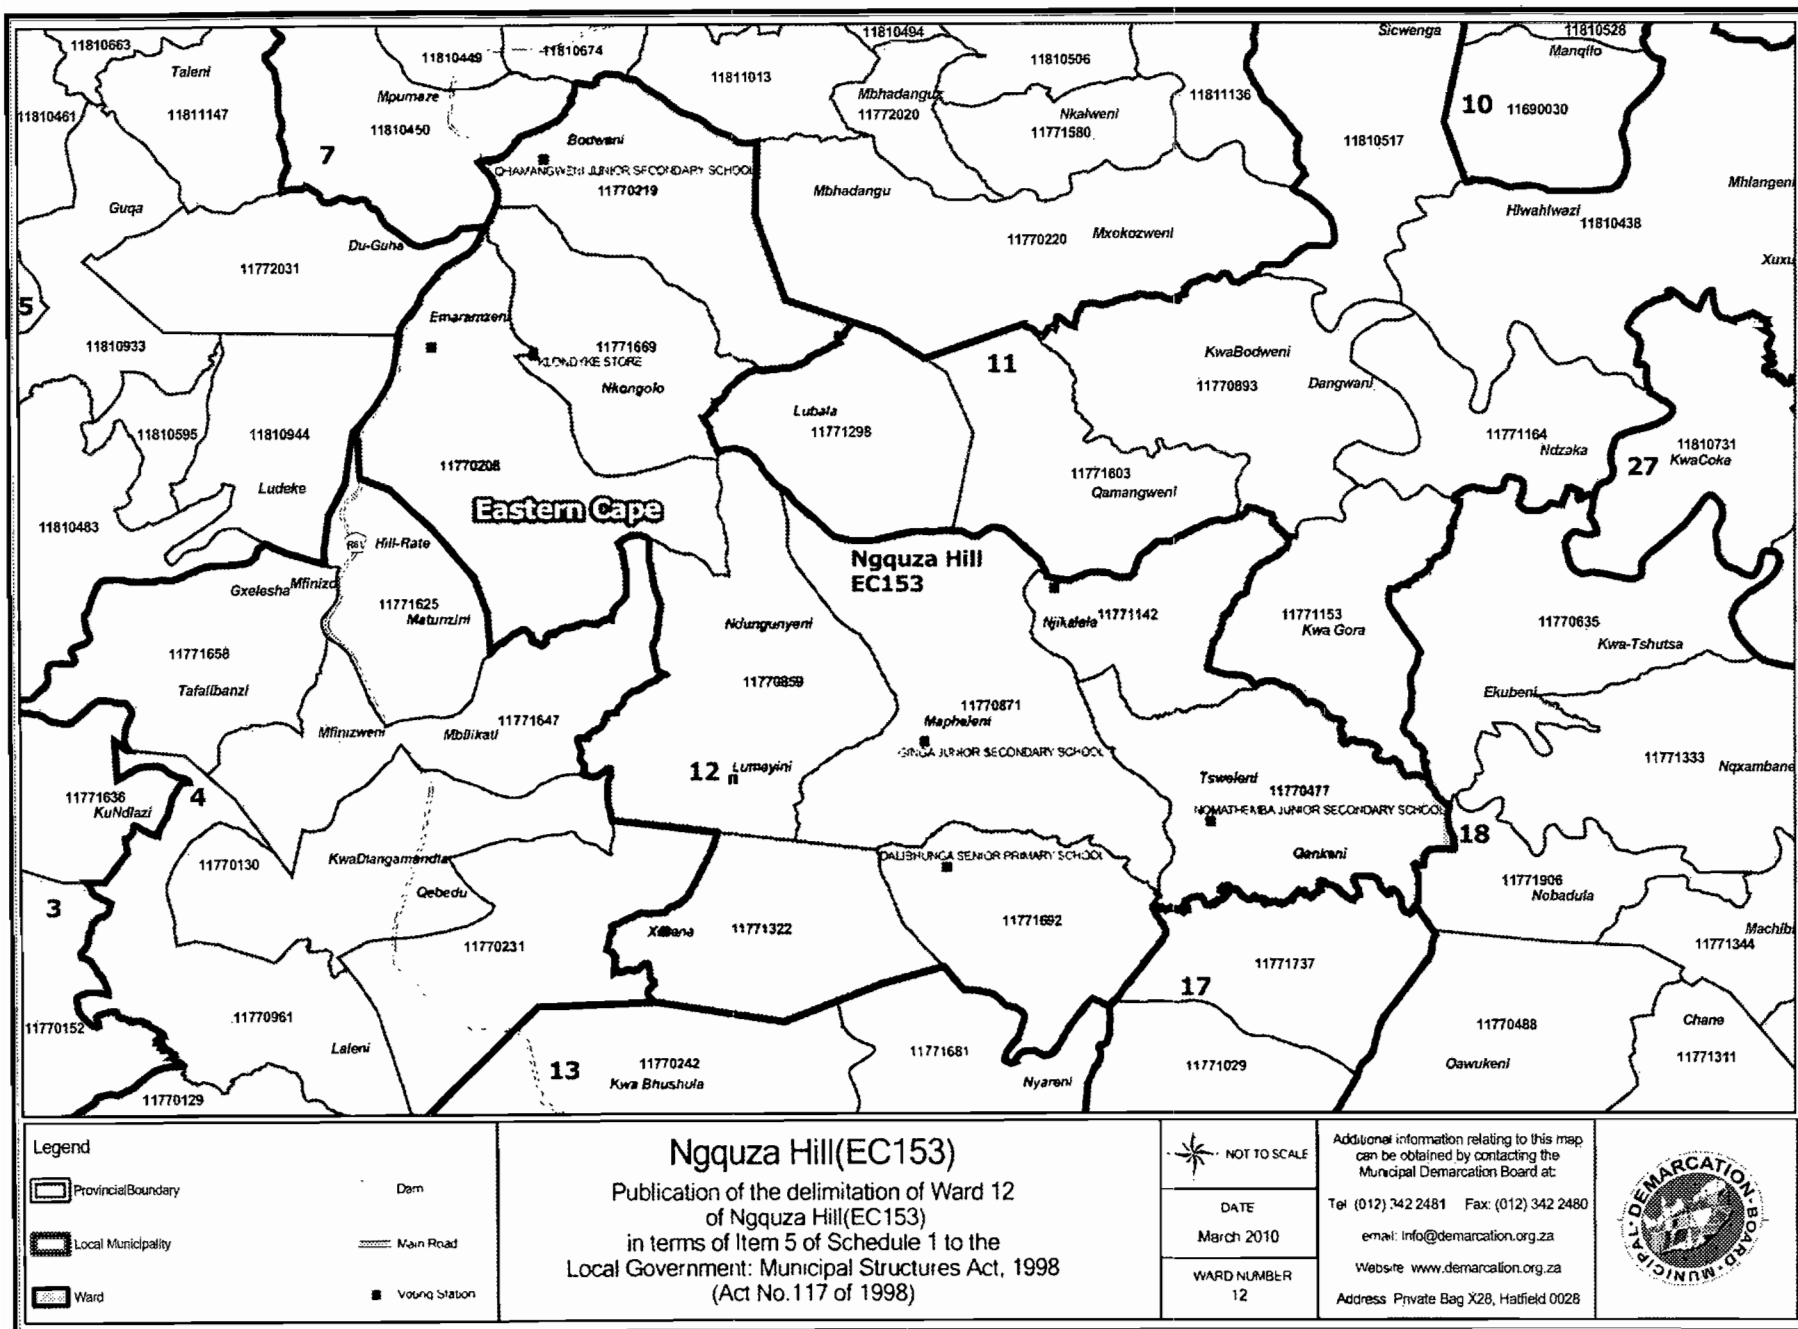 11810663
11810449
11810674
11810494
Sicwenga
11810528
Manqilo
Taleni
11811013
11810506
Mpumaze
Mbhadangu
11811136
10
11690030
11810461
11811147
11810450
11772020
Nkalweni
11771580
Bodweni
11810517
7
QHAMANGWENI JUNIOR SECONDARY SCHOOL
11770219
Mbhadangu
Mhlangeni
Guqa
Hlwahlwazi
11810438
Du-Guha
11770220
Mxokozweni
11772031
Xuxu
5
Emaramzeni
11810933
11771669
KLONDYKE STORE
Nkongolo
11
KwaBodweni
11770893
Dangwani
Lubala
11771298
11810595
11810944
11771164
Ndzaka
11810731
KwaCoka
27
11770208
11771603
Qamangweni
Ludeke
Eastern Cape
11810483
R61
Hill-Rate
Ngquza Hill
EC153
Gxelesha
Mfinizo
11771625
Matunzini
Ndungunyeni
Njikelela
11771142
11771153
Kwa Gora
11770635
Kwa-Tshutsa
11771658
Tafalibanzi
11770859
Ekubeni
11770871
Mapheleni
11771647
Mfinizweni
Mbilikati
GINGA JUNIOR SECONDARY SCHOOL
11771333
Nqxambane
12
Lumayini
Tsweleni
11770477
NOMATHEMBA JUNIOR SECONDARY SCHOOL
11771636
KuNdlazi
4
18
11770130
KwaDlangamandla
DALIBHUNGA SENIOR PRIMARY SCHOOL
Qankeni
Qebedu
11771906
Nobadula
3
11771692
11771322
Machibi
11770231
11771344
11771737
17
11770961
11770152
11770488
Chane
Laleni
11771681
11771311
13
11770242
Kwa Bhushula
Nyareni
11771029
Qawukeni
11770129
Legend
Provincial Boundary
Local Municipality
Ward
Dam
Main Road
Voting Station
Ngquza Hill(EC153)
Publication of the delimitation of Ward 12
of Ngquza Hill(EC153)
in terms of Item 5 of Schedule 1 to the
Local Government: Municipal Structures Act, 1998
(Act No.117 of 1998)
NOT TO SCALE
DATE
March 2010
WARD NUMBER
12
Additional information relating to this map
can be obtained by contacting the
Municipal Demarcation Board at:
Tel (012) 342 2481 Fax: (012) 342 2480
email: info@demarcation.org.za
Website www.demarcation.org.za
Address Private Bag X28, Hatfield 0028
MUNICIPAL DEMARCATION BOARD